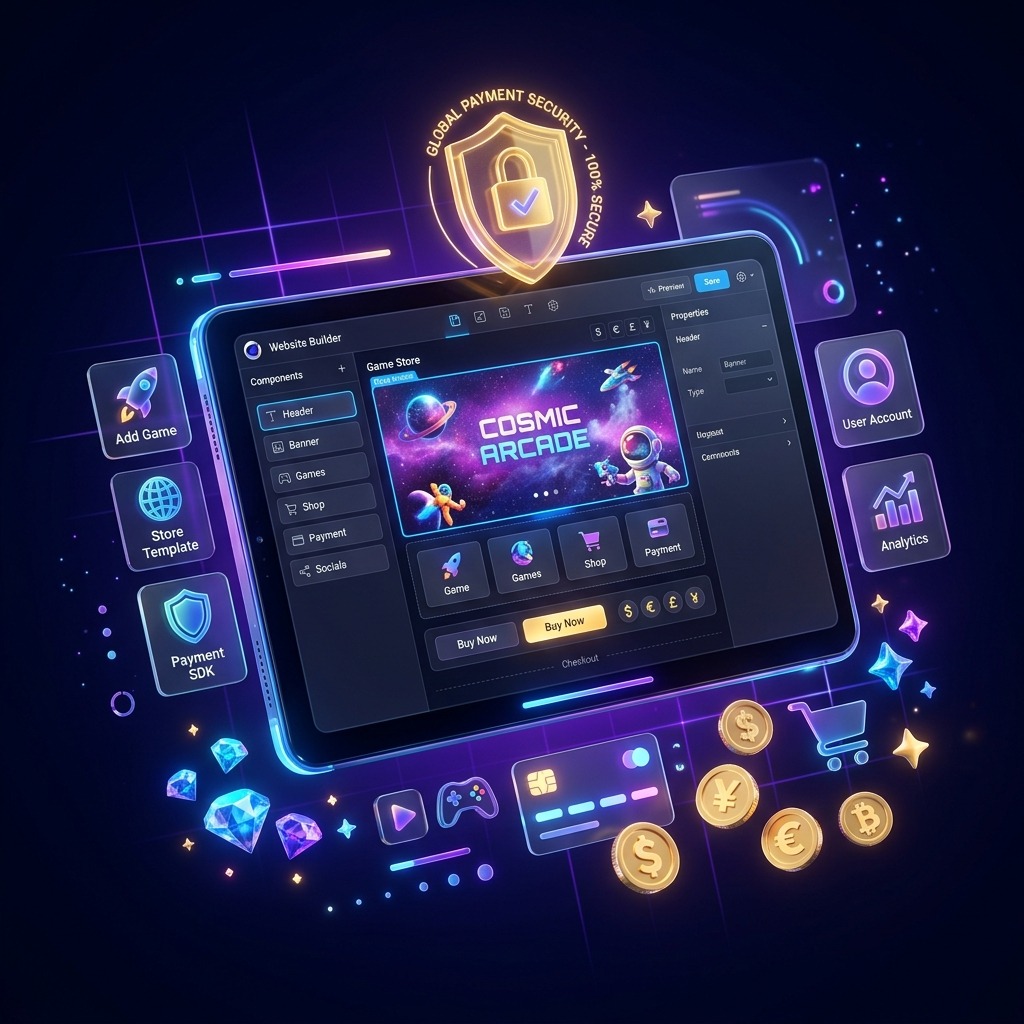 GLOBAL PAYMENT SECURITY - 100% SECURE
Website Builder
Preview
Save
Components +
Header
Banner
Games
Shop
Payment
Socials
Game Store
$ € £ ¥
COSMIC
ARCADE
Game
Games
Shop
Payment
Buy Now
Buy Now
$ € £ ¥
Checkout
Properties
Header
Name
Banner
Type
Add Game
Store
Template
Payment
SDK
User Account
Analytics
$
¥
€
$